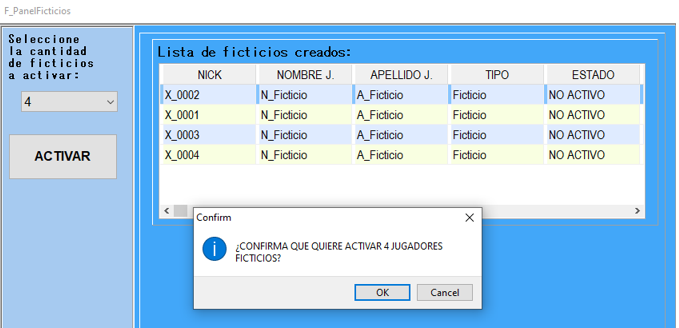 F_PanelFicticios
Seleccione
la cantidad
de ficticios
a activar:
4
ACTIVAR
Lista de ficticios creados:
NICK NOMBRE J. APELLIDO J. TIPO ESTADO
X_0002 N_Ficticio A_Ficticio Ficticio NO ACTIVO
X_0001 N_Ficticio A_Ficticio Ficticio NO ACTIVO
X_0003 N_Ficticio A_Ficticio Ficticio NO ACTIVO
X_0004 N_Ficticio A_Ficticio Ficticio NO ACTIVO
Confirm
¿CONFIRMA QUE QUIERE ACTIVAR 4 JUGADORES
FICTICIOS?
OK Cancel